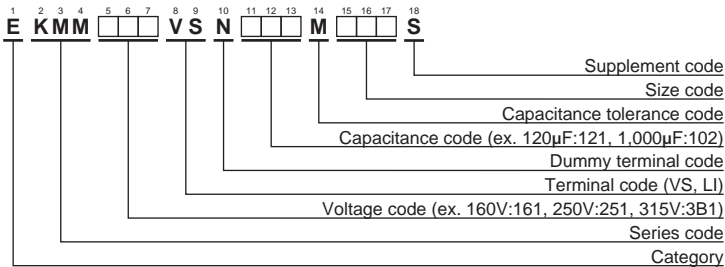 1 2 3 4 5 6 7 8 9 10 11 12 13 14 15 16 17 18
E KMM □□□ VS N □□□ M □□□ S
Supplement code
Size code
Capacitance tolerance code
Capacitance code (ex. 120µF:121, 1,000µF:102)
Dummy terminal code
Terminal code (VS, LI)
Voltage code (ex. 160V:161, 250V:251, 315V:3B1)
Series code
Category